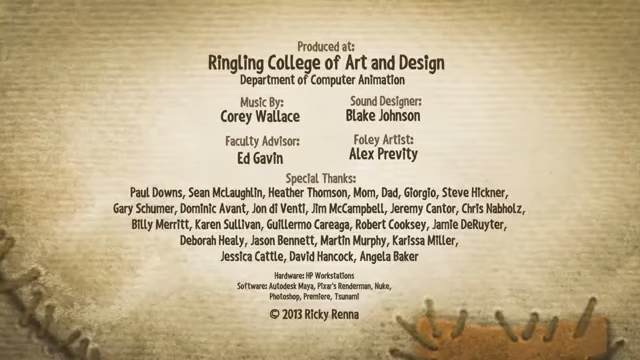 Produced at:
Ringling College of Art and Design
Department of Computer Animation
Music By:
Corey Wallace
Sound Designer:
Blake Johnson
Faculty Advisor:
Ed Gavin
Foley Artist:
Alex Previty
Special Thanks:
Paul Downs, Sean McLaughlin, Heather Thomson, Mom, Dad, Giorgio, Steve Hickner,
Gary Schumer, Dominic Avant, Jon di Venti, Jim McCampbell, Jeremy Cantor, Chris Nabholz,
Billy Merritt, Karen Sullivan, Guillermo Careaga, Robert Cooksey, Jamie DeRuyter,
Deborah Healy, Jason Bennett, Martin Murphy, Karissa Miller,
Jessica Cattle, David Hancock, Angela Baker
Hardware: HP Workstations
Software: Autodesk Maya, Pixar's Renderman, Nuke,
Photoshop, Premiere, Tsunami
© 2013 Ricky Renna